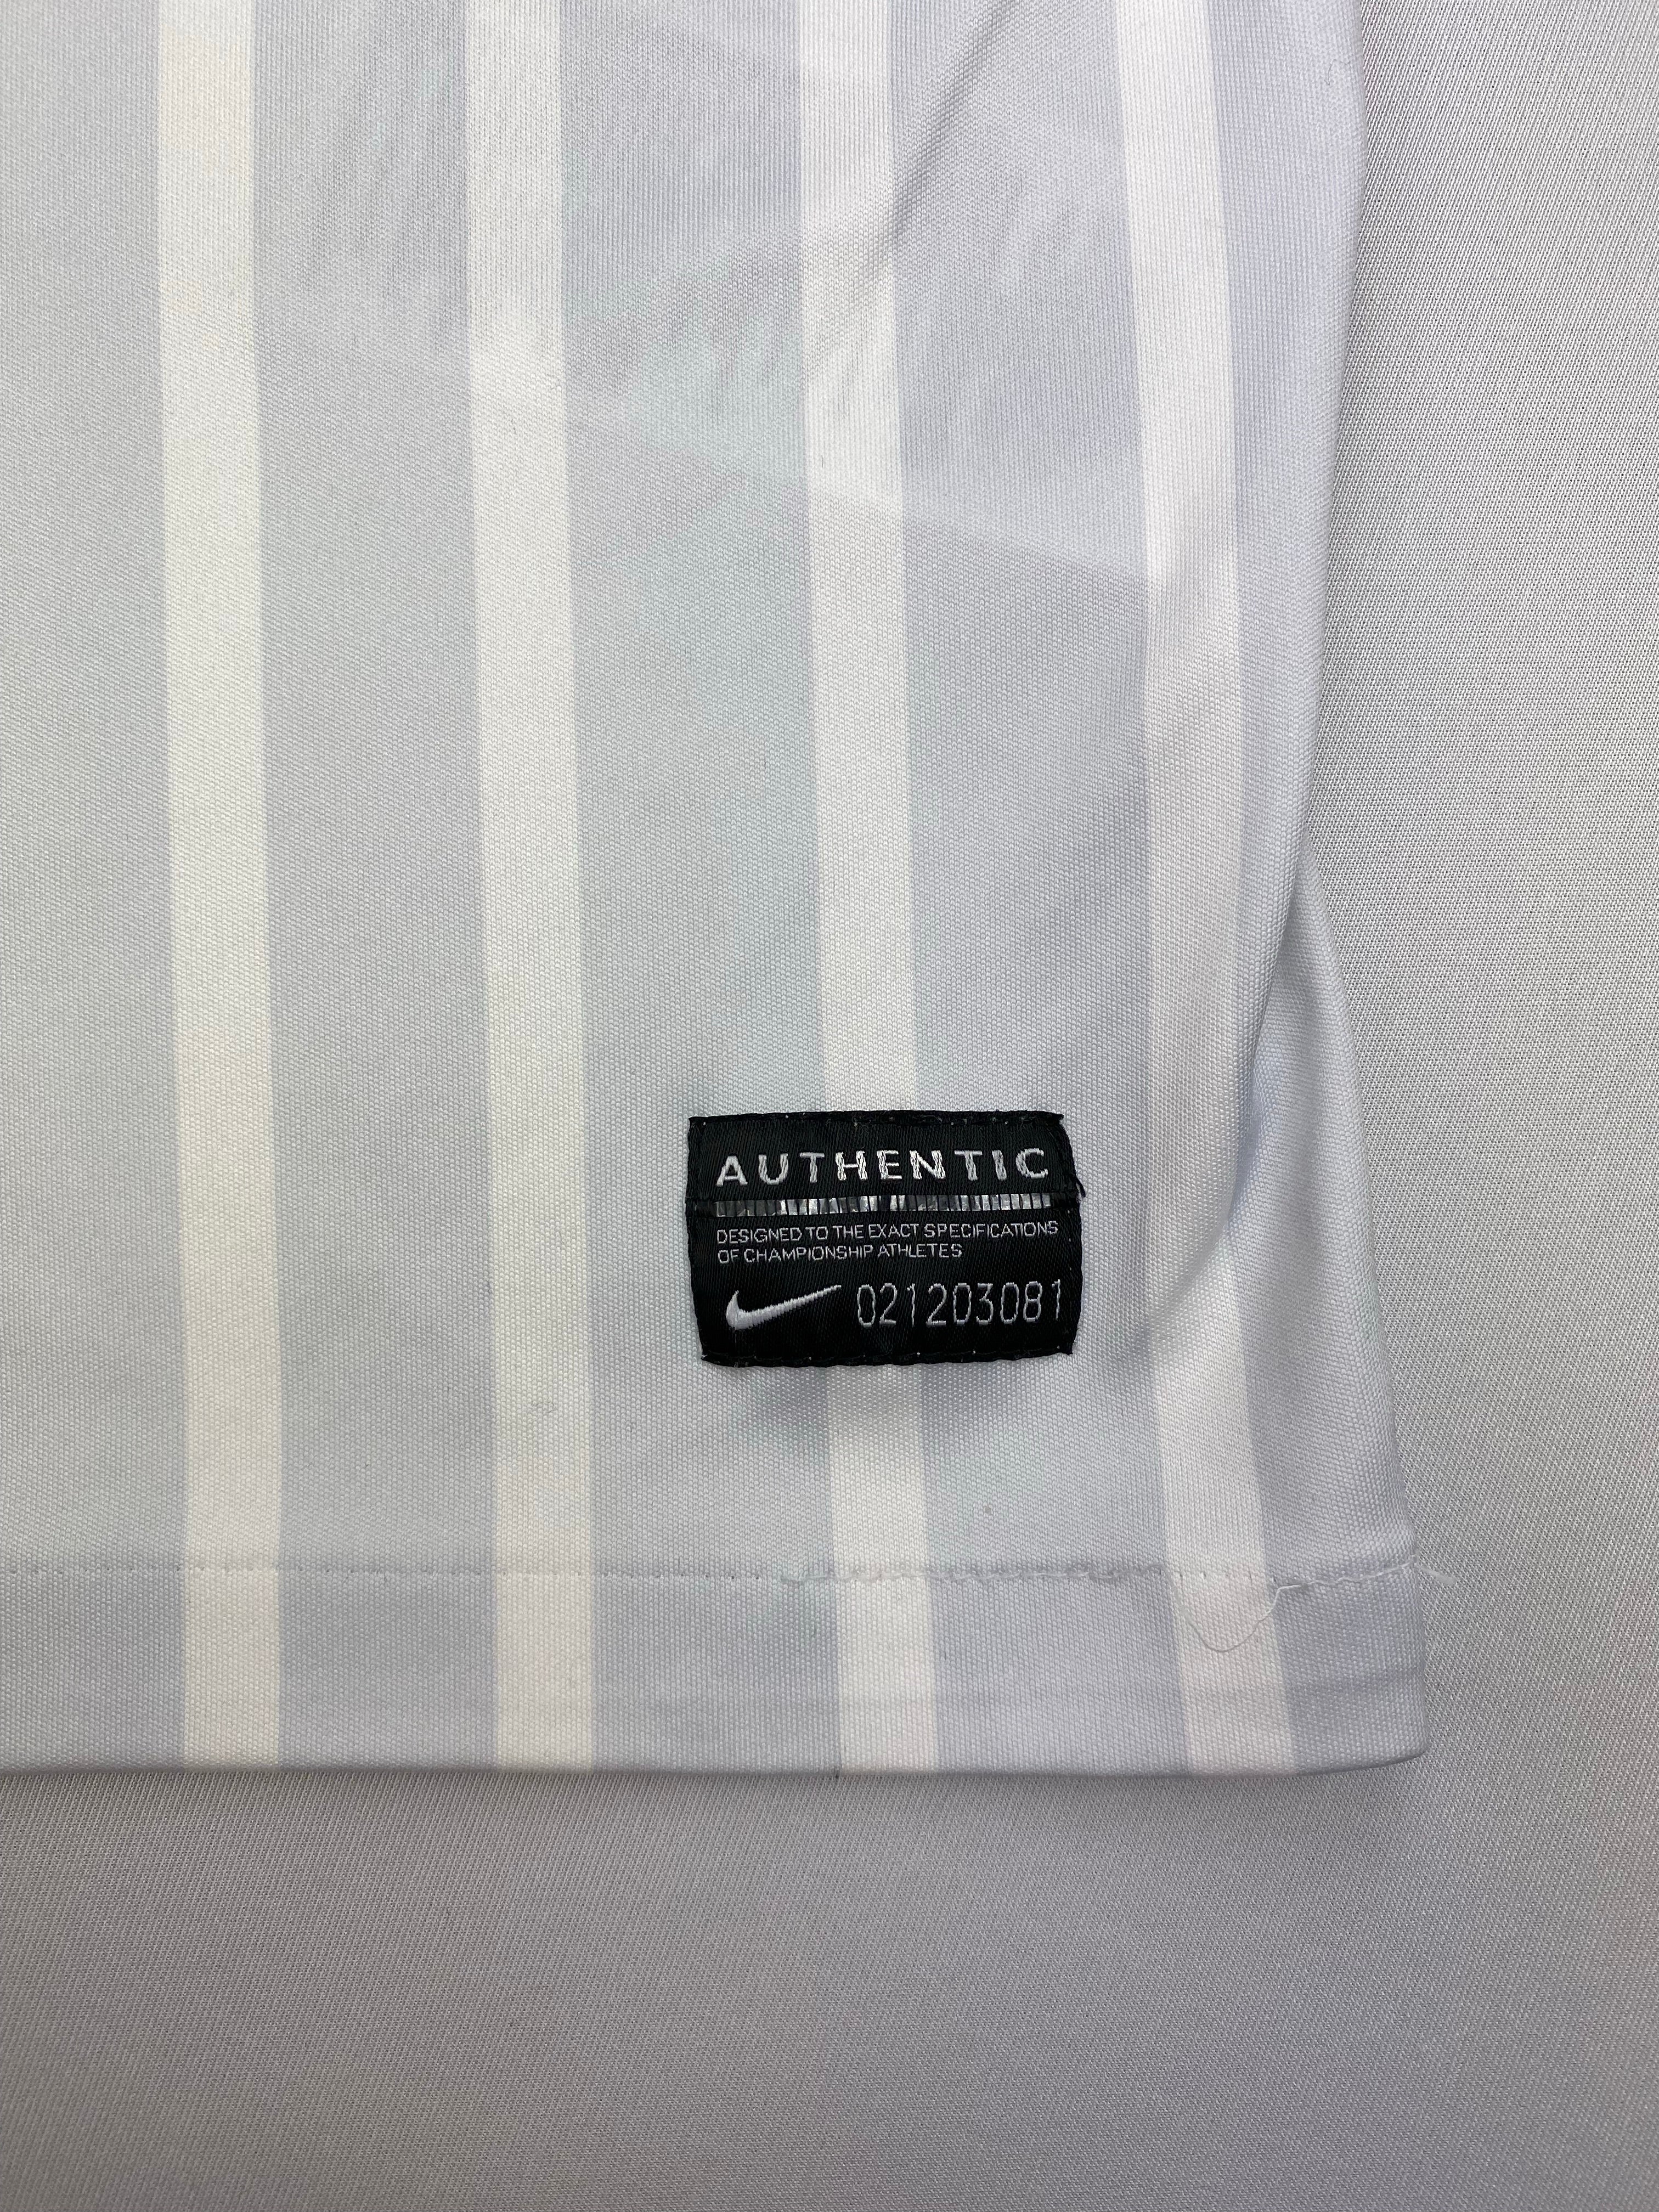 AUTHENTIC
DESIGNED TO THE EXACT SPECIFICATIONS
OF CHAMPIONSHIP ATHLETES
021203081